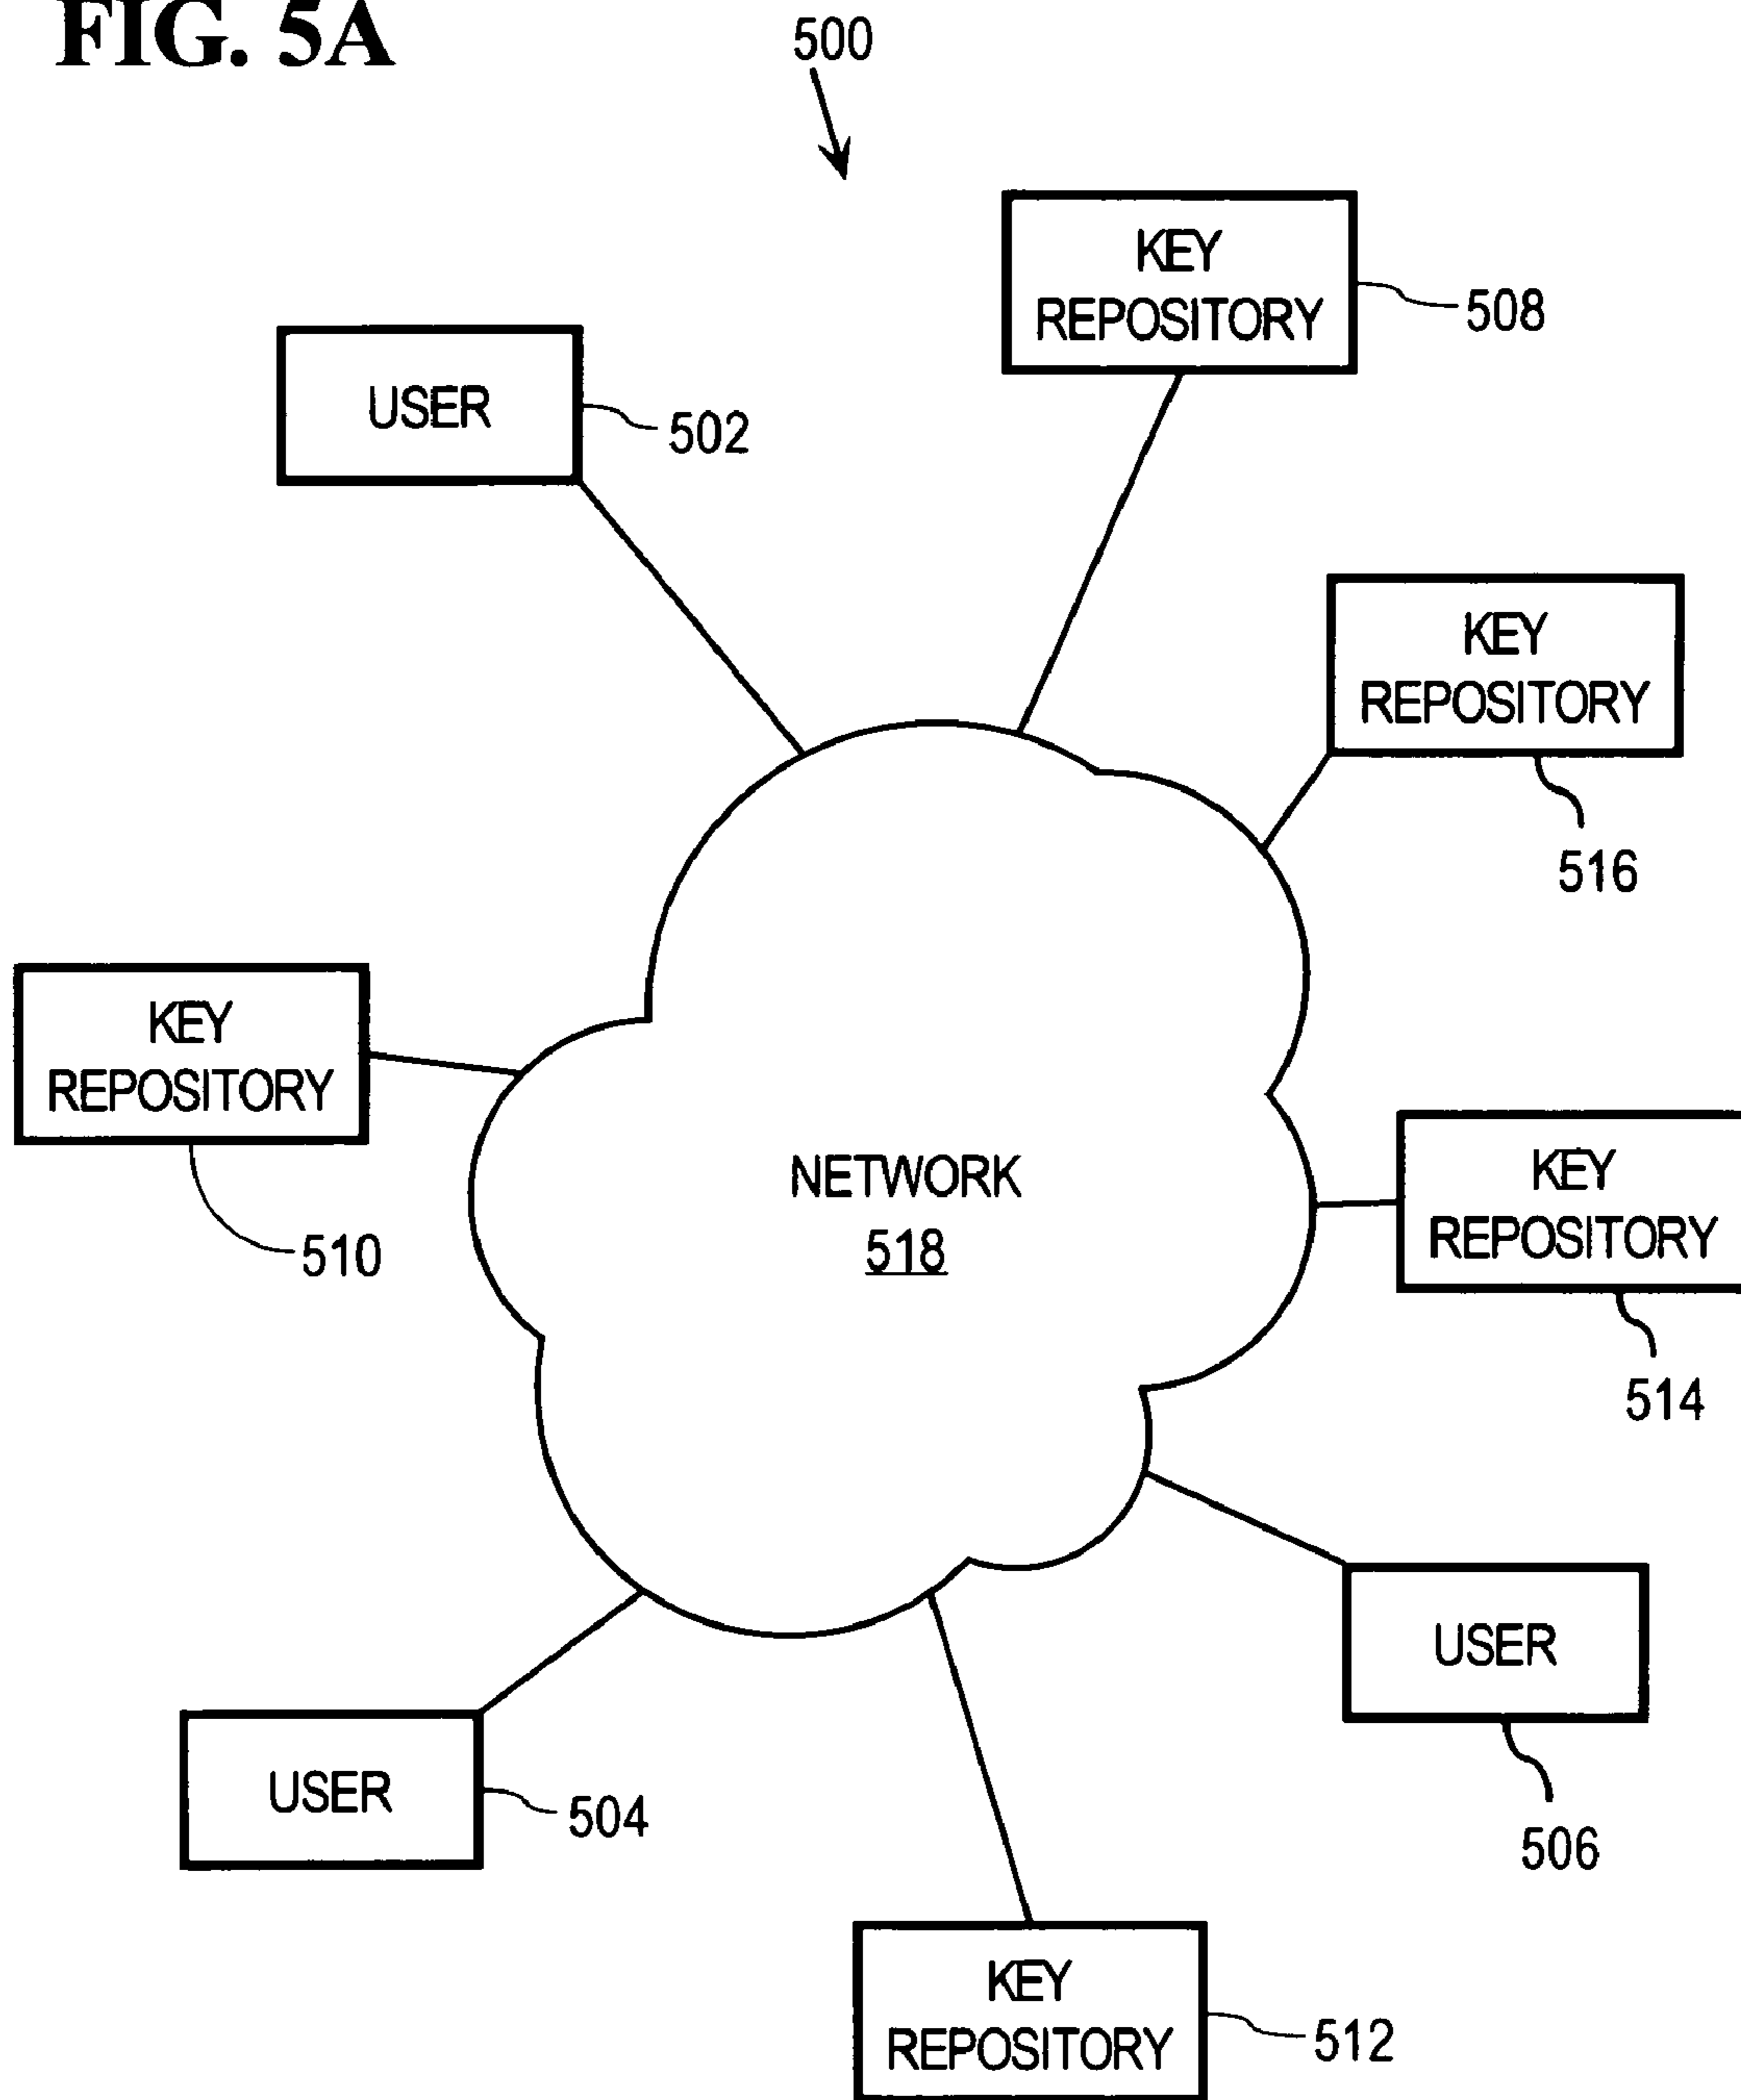 FIG. 5A
500
KEY
REPOSITORY
508
USER
502
KEY
REPOSITORY
516
KEY
REPOSITORY
510
NETWORK
518
KEY
REPOSITORY
514
USER
506
USER
504
KEY
REPOSITORY
512